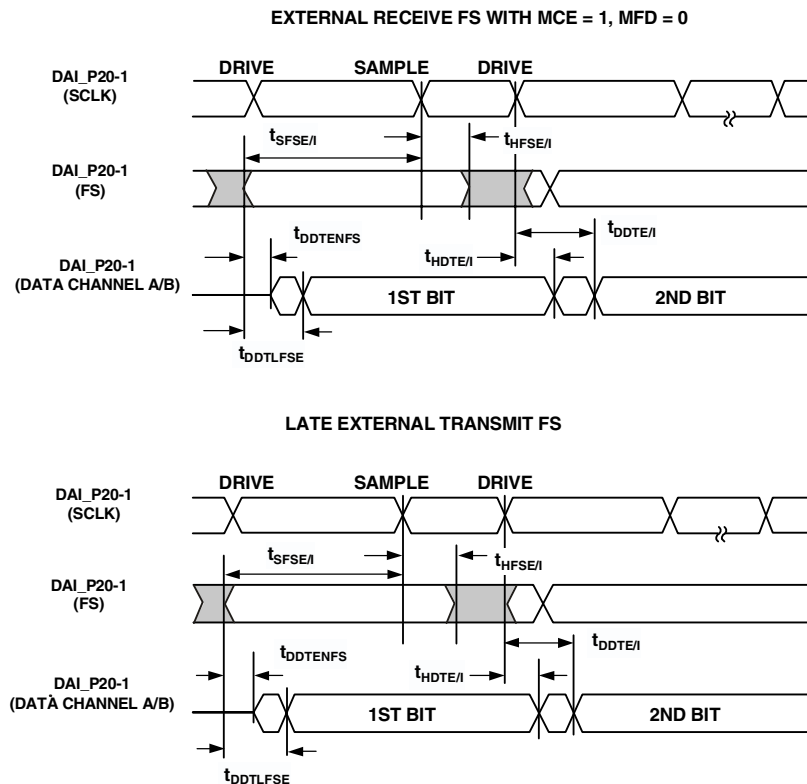 EXTERNAL RECEIVE FS WITH MCE = 1, MFD = 0
DAI_P20-1
(SCLK)
DRIVE SAMPLE DRIVE
tSFSE/I
tHFSE/I
DAI_P20-1
(FS)
tDDTENFS
tDDTE/I
tHDTE/I
DAI_P20-1
(DATA CHANNEL A/B)
1ST BIT 2ND BIT
tDDTLFSE
LATE EXTERNAL TRANSMIT FS
DAI_P20-1
(SCLK)
DRIVE SAMPLE DRIVE
tSFSE/I
tHFSE/I
DAI_P20-1
(FS)
tDDTENFS
tDDTE/I
tHDTE/I
DAI_P20-1
(DATA CHANNEL A/B)
1ST BIT 2ND BIT
tDDTLFSE